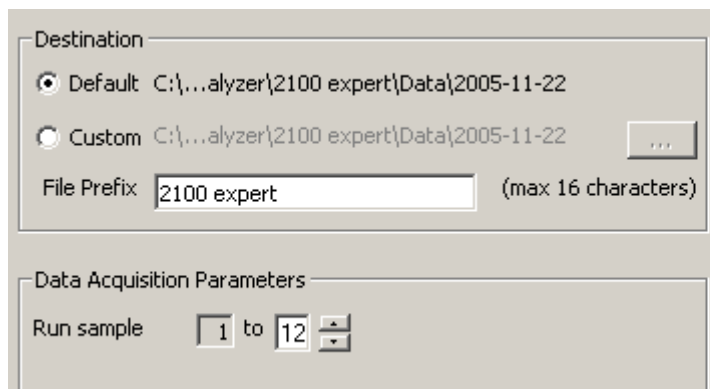 Destination
Default C:\...alyzer\2100 expert\Data\2005-11-22
Custom C:\...alyzer\2100 expert\Data\2005-11-22 ...
File Prefix 2100 expert (max 16 characters)
Data Acquisition Parameters
Run sample 1 to 12